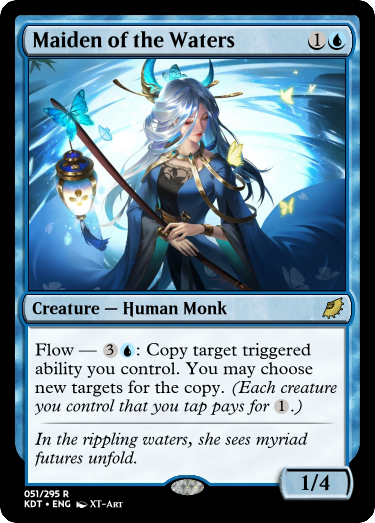 Maiden of the Waters 1
Creature — Human Monk
Flow — 3 : Copy target triggered
ability you control. You may choose
new targets for the copy. (Each creature
you control that you tap pays for 1 .)
In the rippling waters, she sees myriad
futures unfold.
1/4
051/295 R
KDT • ENG XT-Art